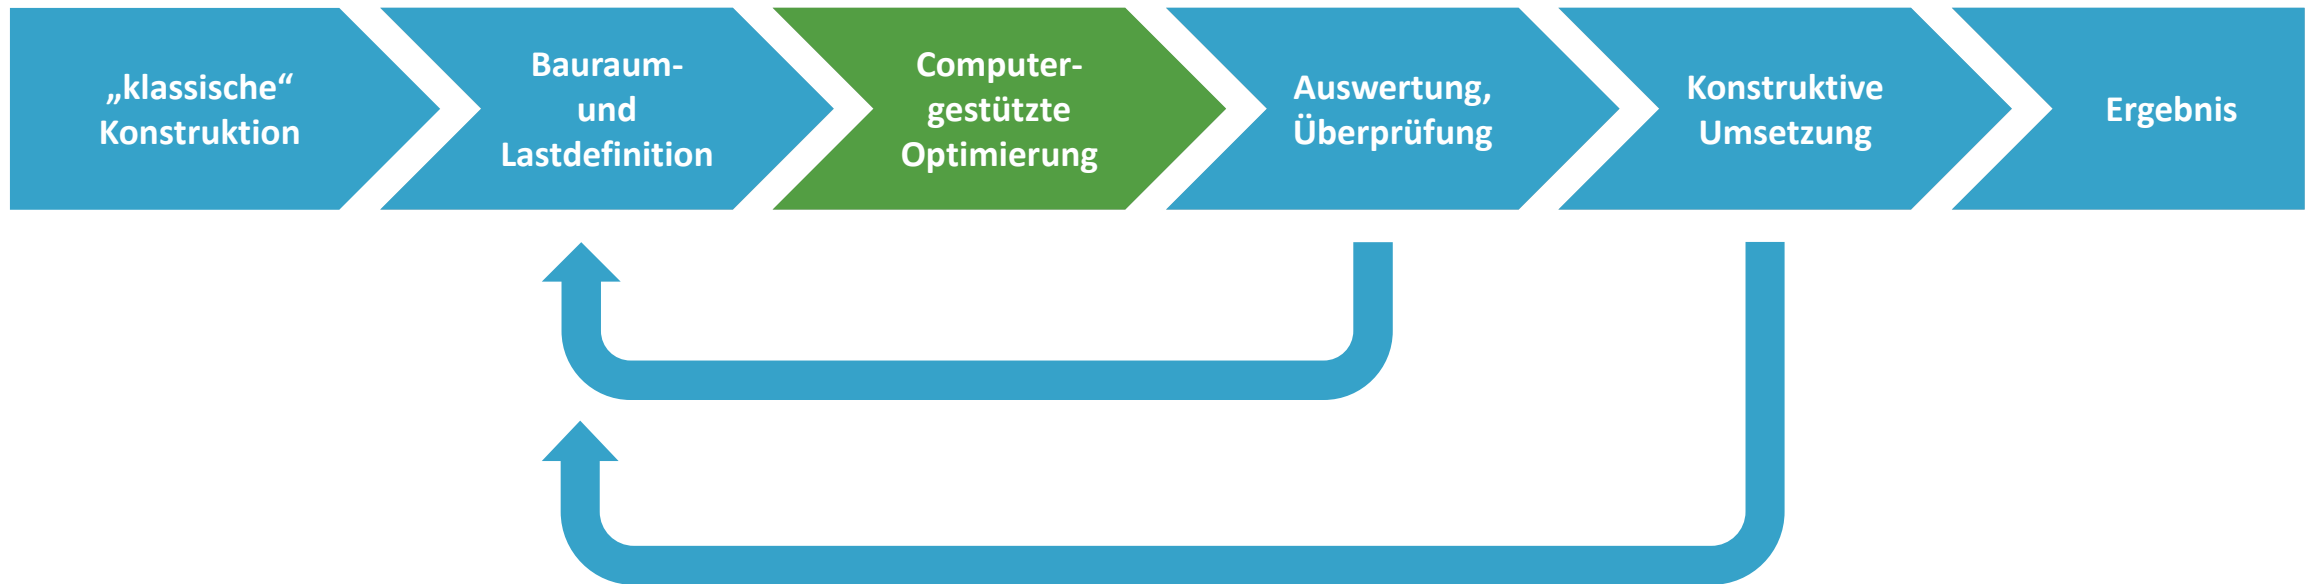 „klassische“
Konstruktion
Bauraum-
und
Lastdefinition
Computer-
gestützte
Optimierung
Auswertung,
Überprüfung
Konstruktive
Umsetzung
Ergebnis